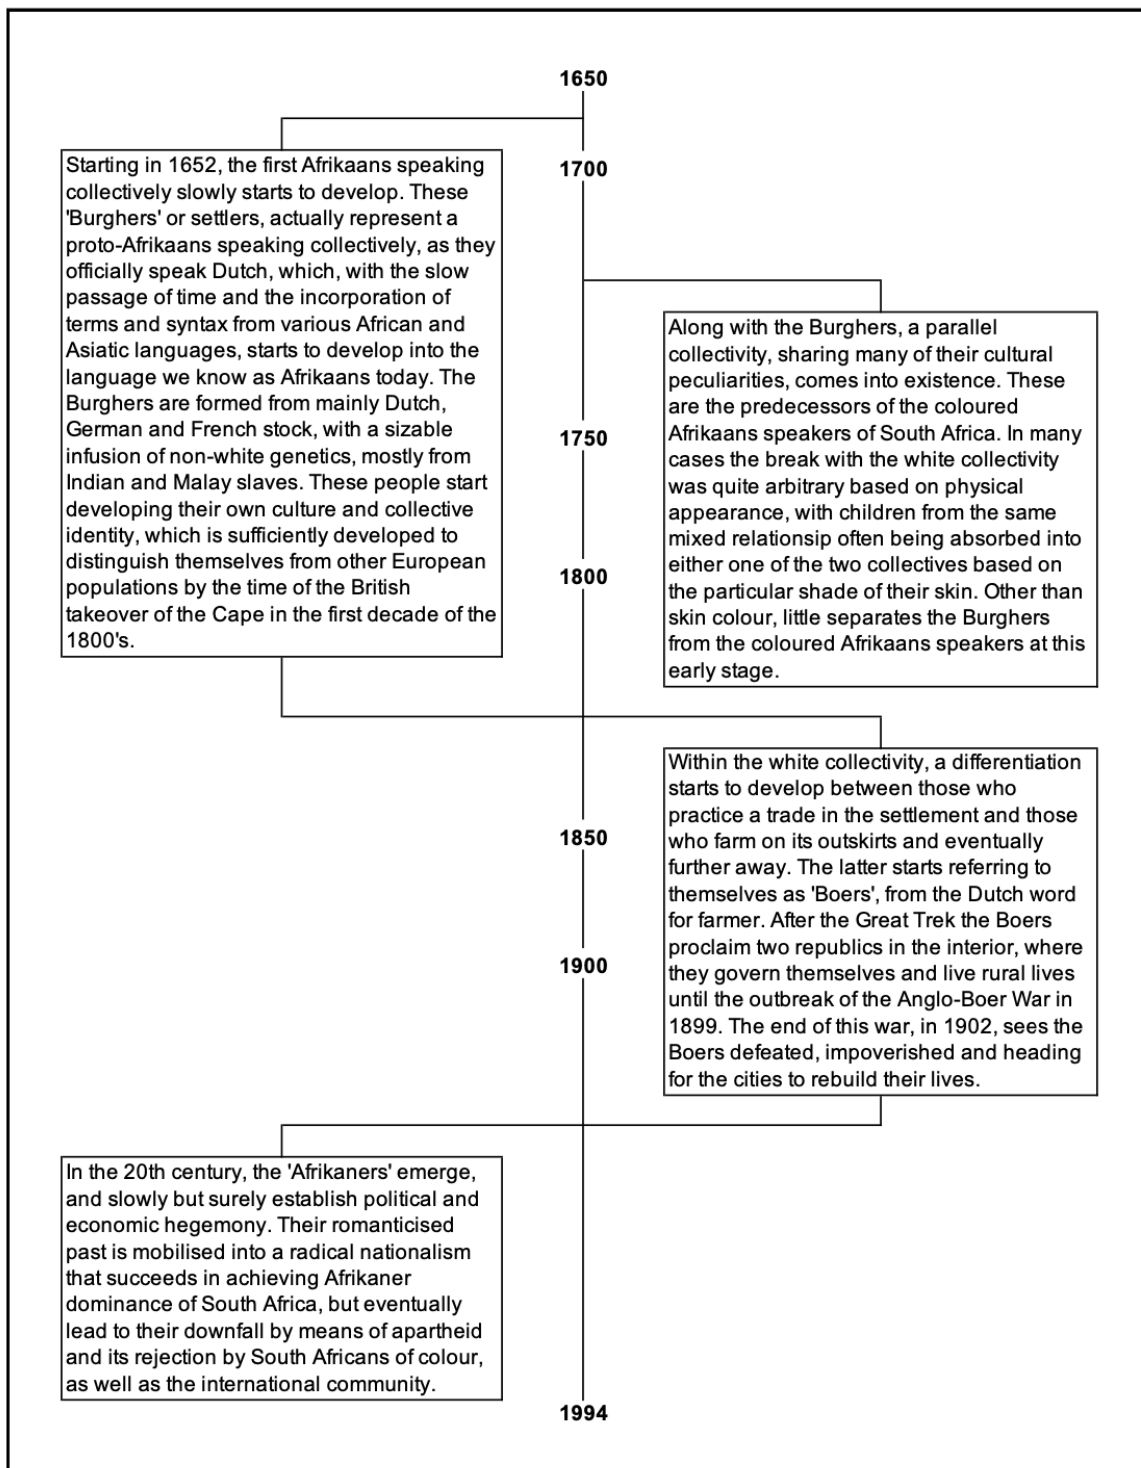 1650
Starting in 1652, the first Afrikaans speaking
collectively slowly starts to develop. These
'Burghers' or settlers, actually represent a
proto-Afrikaans speaking collectively, as they
officially speak Dutch, which, with the slow
passage of time and the incorporation of
terms and syntax from various African and
Asiatic languages, starts to develop into the
language we know as Afrikaans today. The
Burghers are formed from mainly Dutch,
German and French stock, with a sizable
infusion of non-white genetics, mostly from
Indian and Malay slaves. These people start
developing their own culture and collective
identity, which is sufficiently developed to
distinguish themselves from other European
populations by the time of the British
takeover of the Cape in the first decade of the
1800's.
1700
Along with the Burghers, a parallel
collectivity, sharing many of their cultural
peculiarities, comes into existence. These
are the predecessors of the coloured
Afrikaans speakers of South Africa. In many
cases the break with the white collectivity
was quite arbitrary based on physical
appearance, with children from the same
mixed relationsip often being absorbed into
either one of the two collectives based on
the particular shade of their skin. Other than
skin colour, little separates the Burghers
from the coloured Afrikaans speakers at this
early stage.
1750
1800
Within the white collectivity, a differentiation
starts to develop between those who
practice a trade in the settlement and those
who farm on its outskirts and eventually
further away. The latter starts referring to
themselves as 'Boers', from the Dutch word
for farmer. After the Great Trek the Boers
proclaim two republics in the interior, where
they govern themselves and live rural lives
until the outbreak of the Anglo-Boer War in
1899. The end of this war, in 1902, sees the
Boers defeated, impoverished and heading
for the cities to rebuild their lives.
1850
1900
In the 20th century, the 'Afrikaners' emerge,
and slowly but surely establish political and
economic hegemony. Their romanticised
past is mobilised into a radical nationalism
that succeeds in achieving Afrikaner
dominance of South Africa, but eventually
lead to their downfall by means of apartheid
and its rejection by South Africans of colour,
as well as the international community.
1994